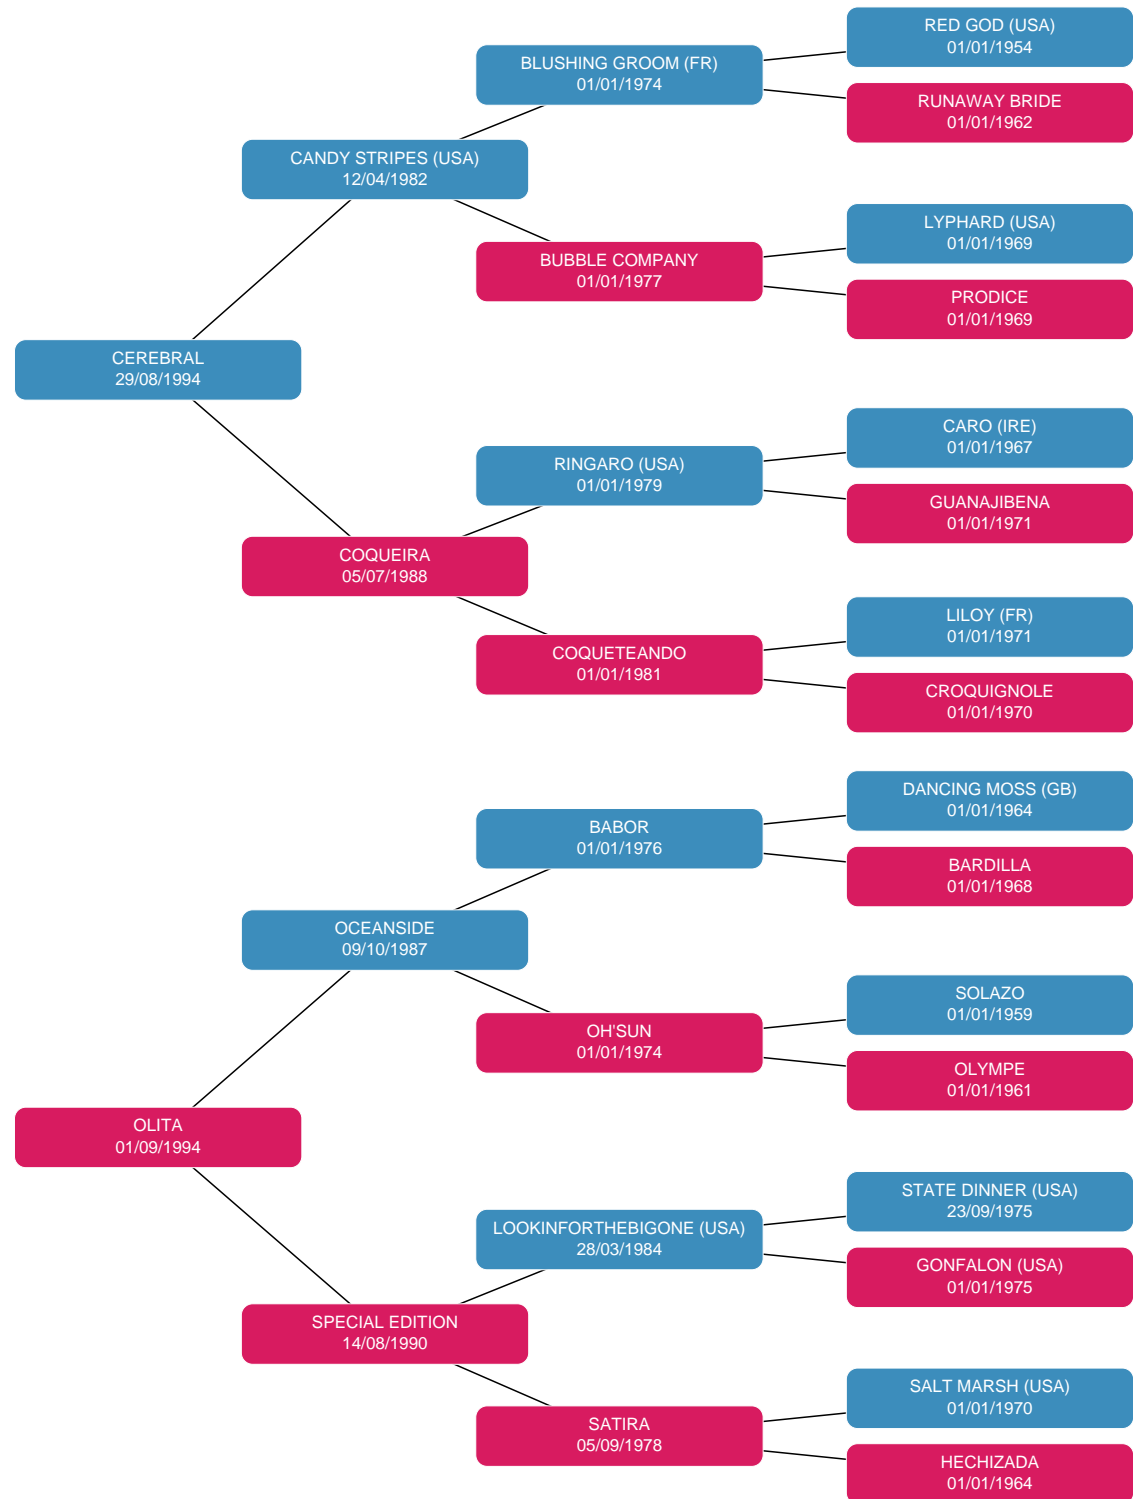 RED GOD (USA)
01/01/1954
BLUSHING GROOM (FR)
01/01/1974
RUNAWAY BRIDE
01/01/1962
CANDY STRIPES (USA)
12/04/1982
LYPHARD (USA)
01/01/1969
BUBBLE COMPANY
01/01/1977
PRODICE
01/01/1969
CEREBRAL
29/08/1994
CARO (IRE)
01/01/1967
RINGARO (USA)
01/01/1979
GUANAJIBENA
01/01/1971
COQUEIRA
05/07/1988
LILOY (FR)
01/01/1971
COQUETEANDO
01/01/1981
CROQUIGNOLE
01/01/1970
DANCING MOSS (GB)
01/01/1964
BABOR
01/01/1976
BARDILLA
01/01/1968
OCEANSIDE
09/10/1987
SOLAZO
01/01/1959
OH'SUN
01/01/1974
OLYMPE
01/01/1961
OLITA
01/09/1994
STATE DINNER (USA)
23/09/1975
LOOKINFORTHEBIGONE (USA)
28/03/1984
GONFALON (USA)
01/01/1975
SPECIAL EDITION
14/08/1990
SALT MARSH (USA)
01/01/1970
SATIRA
05/09/1978
HECHIZADA
01/01/1964